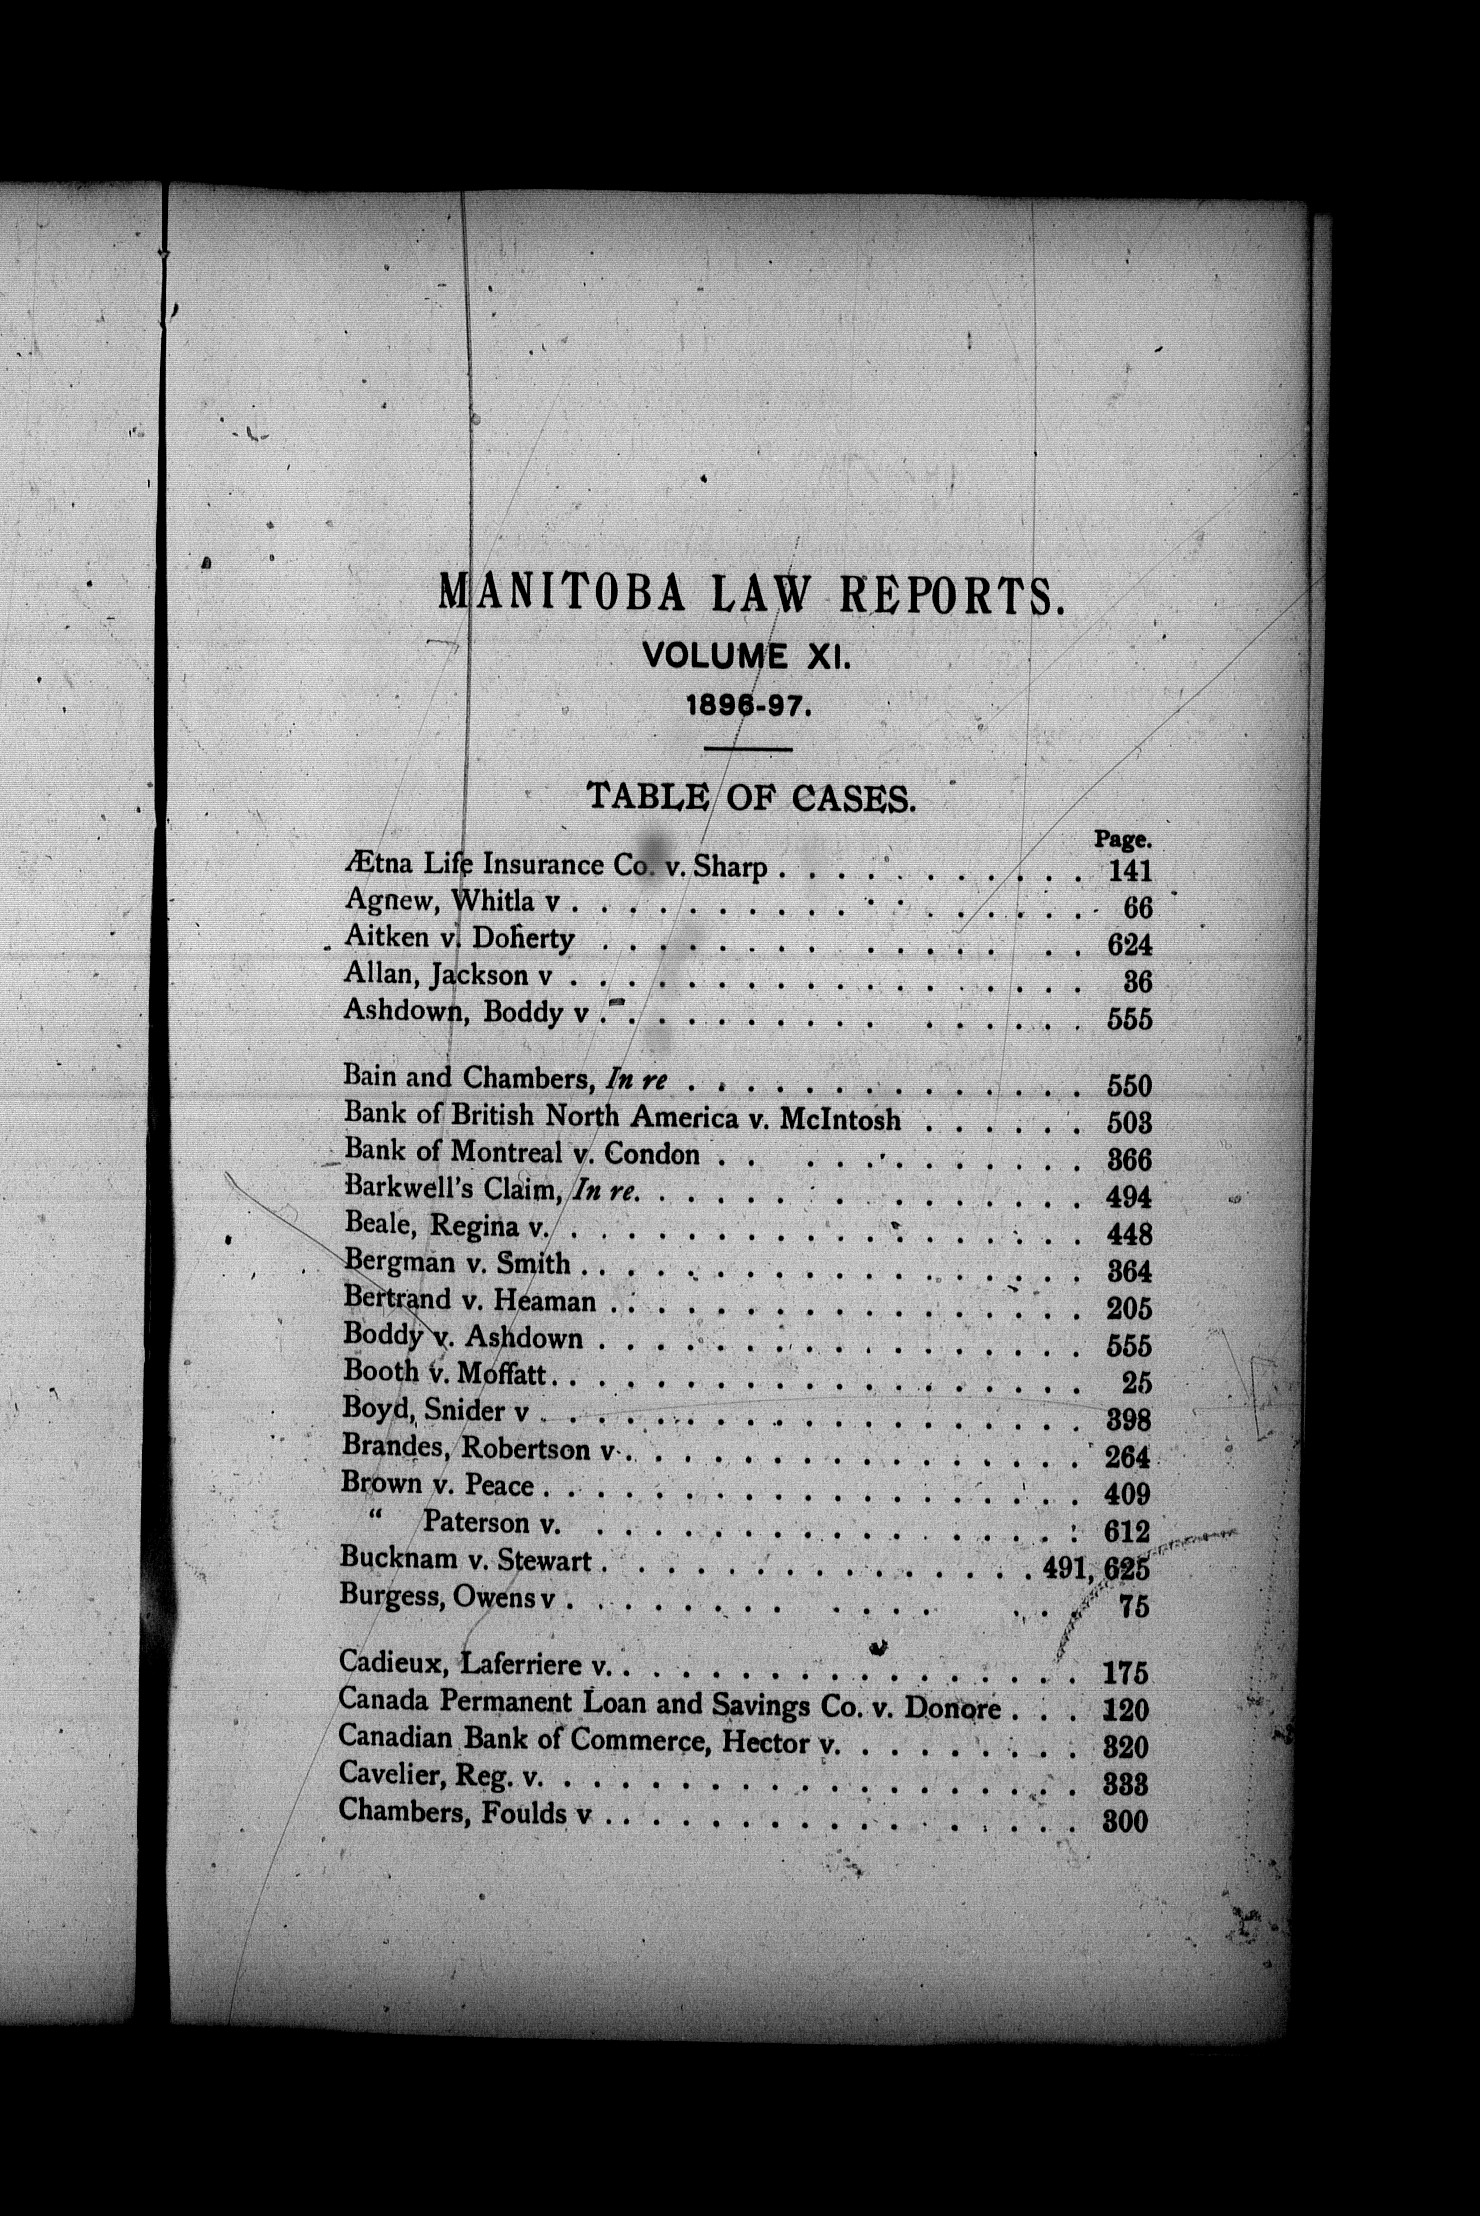 MANITOBA LAW REPORTS.
VOLUME XI.
1896-97.
TABLE OF CASES.
Page.
Ætna Life Insurance Co. v. Sharp . . . . . . . . . . . 141
Agnew, Whitla v . . . . . . . . . . . . . . . . . . 66
Aitken v. Doherty . . . . . . . . . . . . . . . 624
Allan, Jackson v . . . . . . . . . . . . . . . . . . 36
Ashdown, Boddy v . . . . . . . . . . . . . . . . 555
Bain and Chambers, In re . . . . . . . . . . . . . . 550
Bank of British North America v. McIntosh . . . . . . 503
Bank of Montreal v. Condon . . . . . . . . . . . . 366
Barkwell's Claim, In re. . . . . . . . . . . . . . . 494
Beale, Regina v. . . . . . . . . . . . . . . . . . . 448
Bergman v. Smith . . . . . . . . . . . . . . . . . . 364
Bertrand v. Heaman . . . . . . . . . . . . . . . . . 205
Boddy v. Ashdown . . . . . . . . . . . . . . . . . 555
Booth v. Moffatt. . . . . . . . . . . . . . . . . . . 25
Boyd, Snider v . . . . . . . . . . . . . . . . . . . 398
Brandes, Robertson v . . . . . . . . . . . . . . . . 264
Brown v. Peace . . . . . . . . . . . . . . . . . . . 409
“ Paterson v. . . . . . . . . . . . . . . . . . 612
Bucknam v. Stewart . . . . . . . . . . . . . . . 491, 625
Burgess, Owens v . . . . . . . . . . . . . . . 75
Cadieux, Laferriere v. . . . . . . . . . . . . . . . . 175
Canada Permanent Loan and Savings Co. v. Donore . . . 120
Canadian Bank of Commerce, Hector v. . . . . . . . . 320
Cavelier, Reg. v. . . . . . . . . . . . . . . . . . . 333
Chambers, Foulds v . . . . . . . . . . . . . . . . . 300